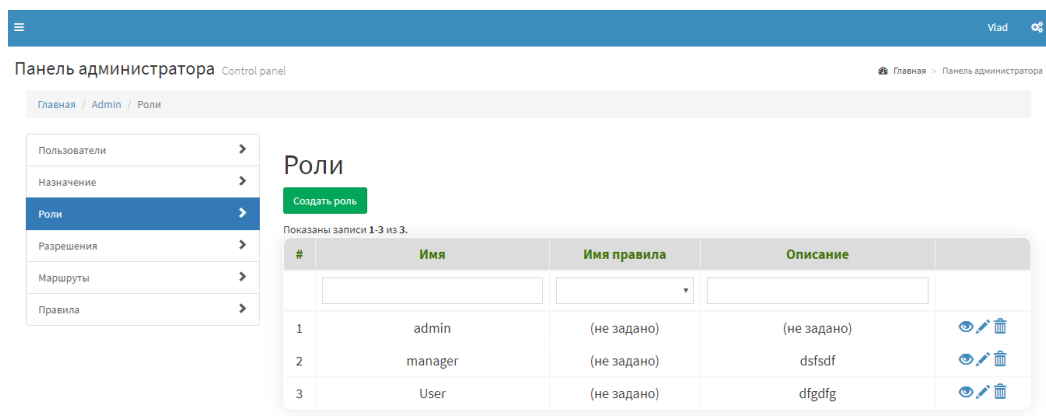 Vlad
Панель администратора Control panel
Главная > Панель администратора
Главная / Admin / Роли
Пользователи
Назначение
Роли
Разрешения
Маршруты
Правила
Роли
Создать роль
Показаны записи 1-3 из 3.
# Имя Имя правила Описание
1 admin (не задано) (не задано)
2 manager (не задано) dsfsdf
3 User (не задано) dfgdfg